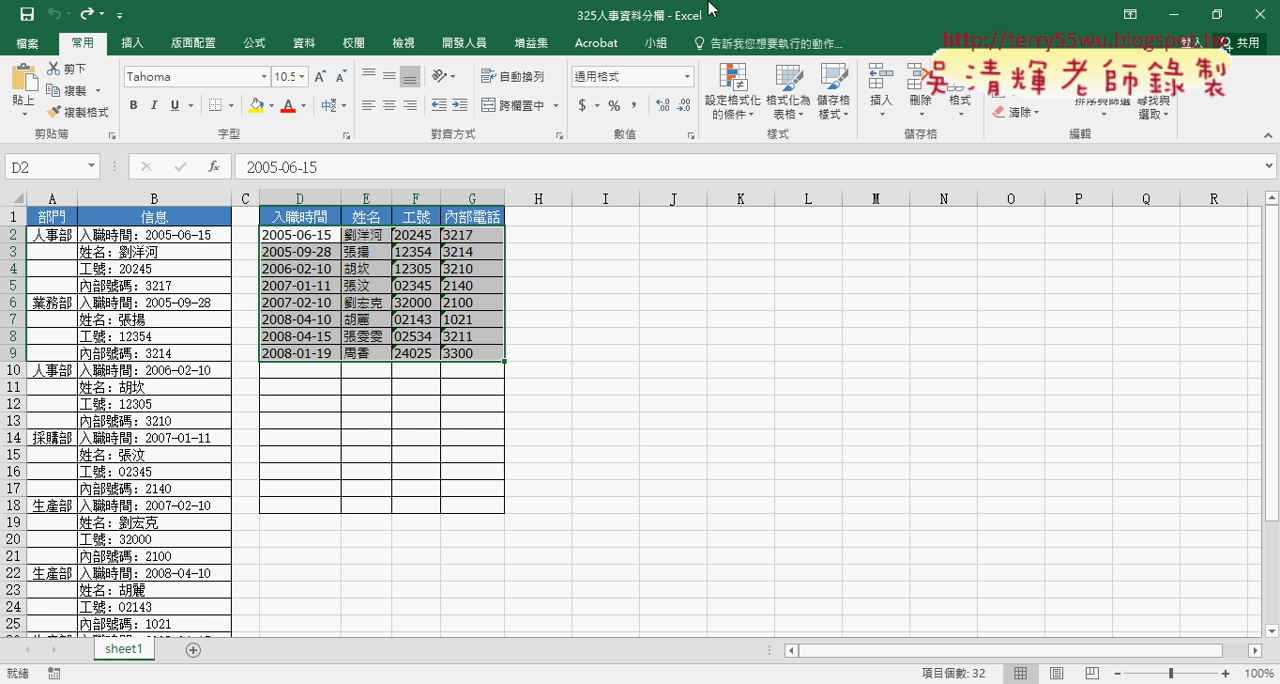 325人事資料分欄 - Excel
檔案 常用 插入 版面配置 公式 資料 校閱 檢視 開發人員 增益集 Acrobat 小組 告訴我您想要執行的動作... 登入 共用
http://terry55wu.blogspot.tw
吳清輝老師錄製
貼上 剪下 複製 複製格式 剪貼簿
Tahoma 10.5 B I U 字型
自動換列 跨欄置中 對齊方式
通用格式 $ % 數值
設定格式化的條件 格式化為表格 儲存格樣式 樣式
插入 刪除 格式 儲存格
清除 排序與篩選 尋找與選取 編輯
D2 fx 2005-06-15
A B C D E F G H I J K L M N O P Q R
1 部門 信息 入職時間 姓名 工號 內部電話
2 人事部 入職時間：2005-06-15 2005-06-15 劉洋河 20245 3217
3 姓名：劉洋河 2005-09-28 張揚 12354 3214
4 工號：20245 2006-02-10 胡坎 12305 3210
5 內部號碼：3217 2007-01-11 張汶 02345 2140
6 業務部 入職時間：2005-09-28 2007-02-10 劉宏克 32000 2100
7 姓名：張揚 2008-04-10 胡麗 02143 1021
8 工號：12354 2008-04-15 張雯雯 02534 3211
9 內部號碼：3214 2008-01-19 周香 24025 3300
10 人事部 入職時間：2006-02-10
11 姓名：胡坎
12 工號：12305
13 內部號碼：3210
14 採購部 入職時間：2007-01-11
15 姓名：張汶
16 工號：02345
17 內部號碼：2140
18 生產部 入職時間：2007-02-10
19 姓名：劉宏克
20 工號：32000
21 內部號碼：2100
22 生產部 入職時間：2008-04-10
23 姓名：胡麗
24 工號：02143
25 內部號碼：1021
sheet1
就緒 項目個數: 32 100%